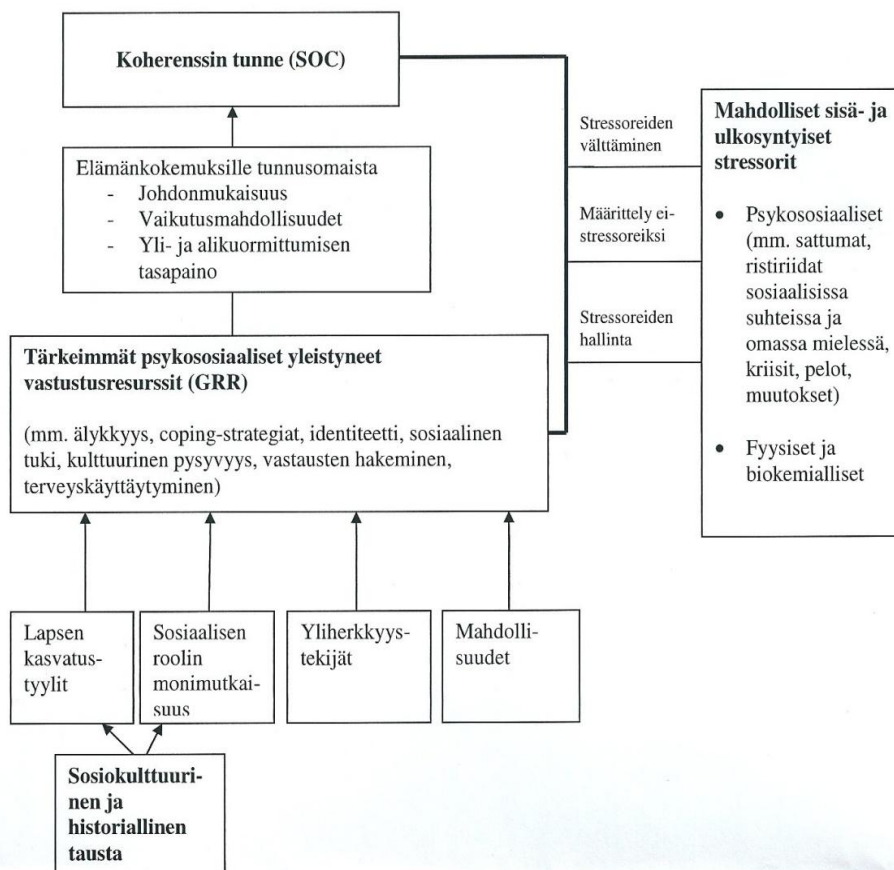 Koherenssin tunne (SOC)
Elämänkokemuksille tunnusomaista
- Johdonmukaisuus
- Vaikutusmahdollisuudet
- Yli- ja alikuormittumisen
tasapaino
Tärkeimmät psykososiaaliset yleistyneet
vastustusresurssit (GRR)
(mm. älykkyys, coping-strategiat, identiteetti, sosiaalinen
tuki, kulttuurinen pysyvyys, vastausten hakeminen,
terveyskäyttäytyminen)
Stressoreiden
välttäminen
Määrittely ei-
stressoreiksi
Stressoreiden
hallinta
Mahdolliset sisä- ja
ulkosyntyiset
stressorit
• Psykososiaaliset
(mm. sattumat,
ristiriidat
sosiaalisissa
suhteissa ja
omassa mielessä,
kriisit, pelot,
muutokset)
• Fyysiset ja
biokemialliset
Lapsen
kasvatus-
tyylit
Sosiaalisen
roolin
monimutkai-
suus
Yliherkkyys-
tekijät
Mahdolli-
suudet
Sosiokulttuuri-
nen ja
historiallinen
tausta